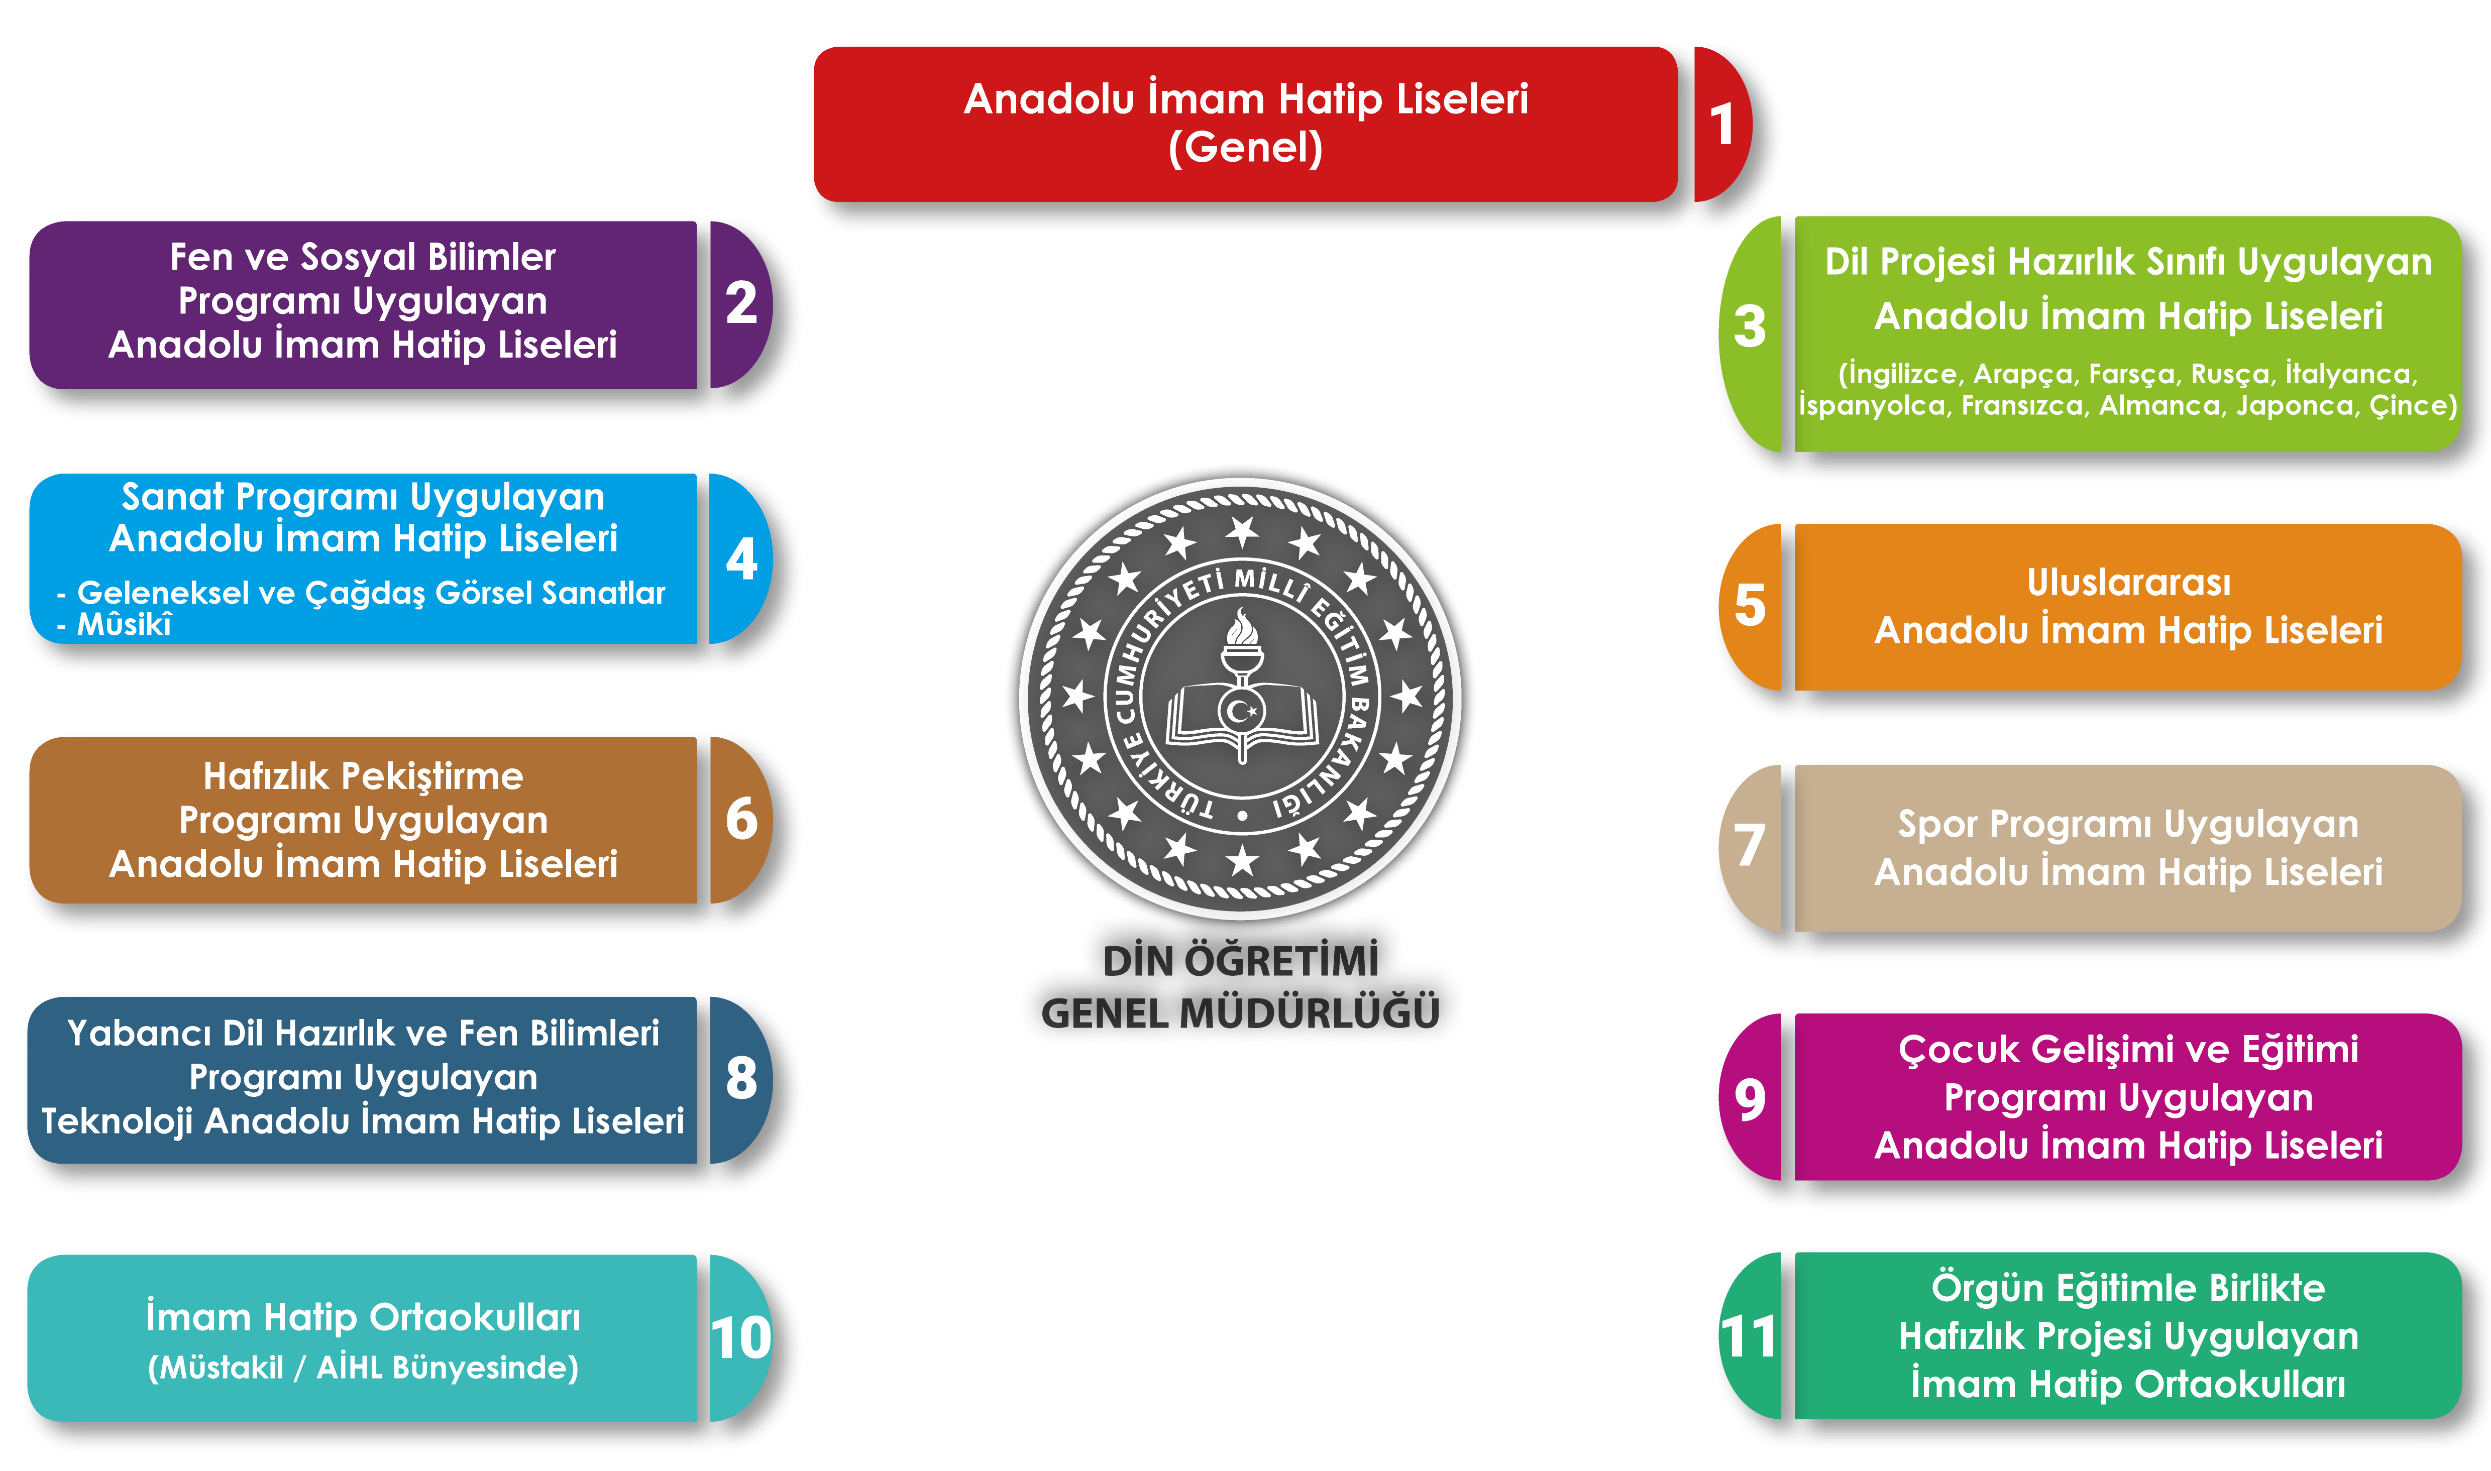 Anadolu İmam Hatip Liseleri
(Genel)
1
Fen ve Sosyal Bilimler
Programı Uygulayan
Anadolu İmam Hatip Liseleri
2
3
Dil Projesi Hazırlık Sınıfı Uygulayan
Anadolu İmam Hatip Liseleri
(İngilizce, Arapça, Farsça, Rusça, İtalyanca,
İspanyolca, Fransızca, Almanca, Japonca, Çince)
Sanat Programı Uygulayan
Anadolu İmam Hatip Liseleri
- Geleneksel ve Çağdaş Görsel Sanatlar
- Mûsikî
4
5
Uluslararası
Anadolu İmam Hatip Liseleri
Hafızlık Pekiştirme
Programı Uygulayan
Anadolu İmam Hatip Liseleri
6
7
Spor Programı Uygulayan
Anadolu İmam Hatip Liseleri
Yabancı Dil Hazırlık ve Fen Bilimleri
Programı Uygulayan
Teknoloji Anadolu İmam Hatip Liseleri
8
9
Çocuk Gelişimi ve Eğitimi
Programı Uygulayan
Anadolu İmam Hatip Liseleri
İmam Hatip Ortaokulları
(Müstakil / AİHL Bünyesinde)
10
11
Örgün Eğitimle Birlikte
Hafızlık Projesi Uygulayan
İmam Hatip Ortaokulları
TÜRKİYE CUMHURİYETİ MİLLÎ EĞİTİM BAKANLIĞI
DİN ÖĞRETİMİ
GENEL MÜDÜRLÜĞÜ